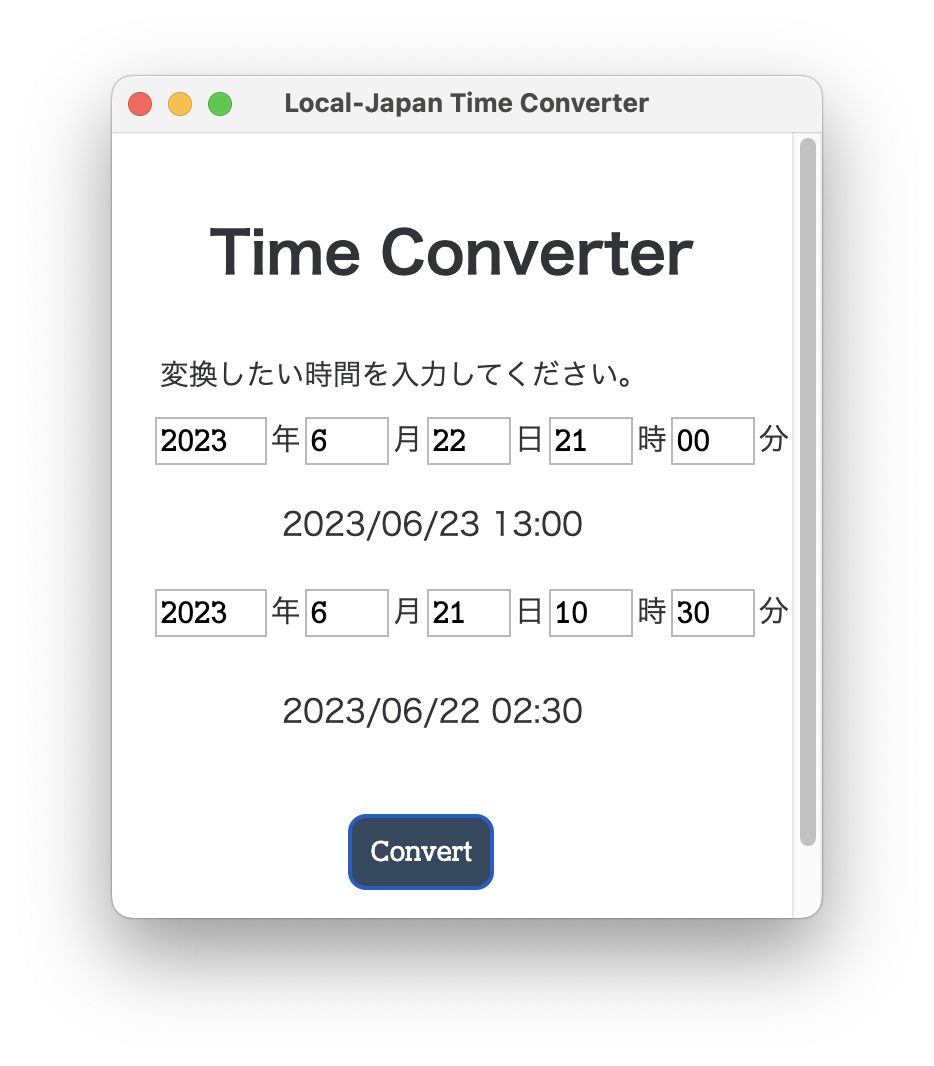 Local-Japan Time Converter
Time Converter
変換したい時間を入力してください。
2023 年 6 月 22 日 21 時 00 分
2023/06/23 13:00
2023 年 6 月 21 日 10 時 30 分
2023/06/22 02:30
Convert